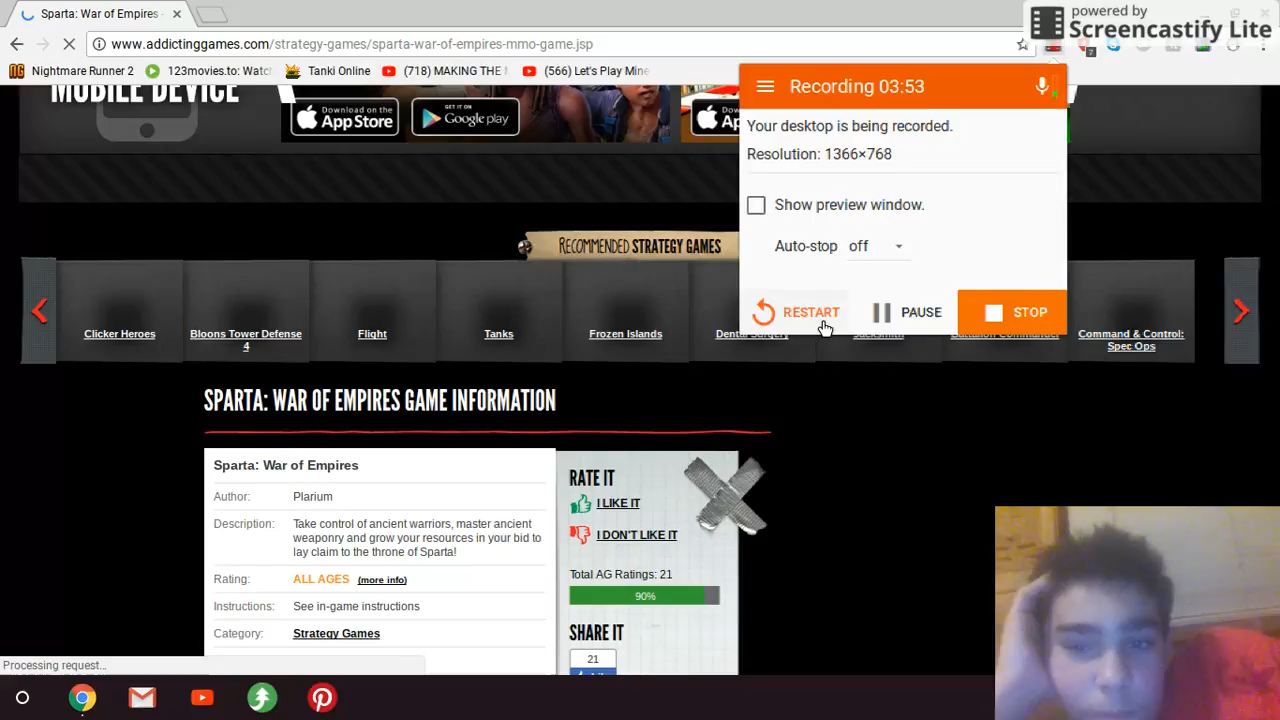 Sparta: War of Empires -
powered by
Screencastify Lite
www.addictinggames.com/strategy-games/sparta-war-of-empires-mmo-game.jsp
7
Nightmare Runner 2
123movies.to: Watch
Tanki Online
(718) MAKING THE
(566) Let's Play Mine
MOBILE DEVICE
Download on the
App Store
GET IT ON
Google play
Recording 03:53
Your desktop is being recorded.
Resolution: 1366×768
Show preview window.
Auto-stop off
RESTART
PAUSE
STOP
RECOMMENDED STRATEGY GAMES
Clicker Heroes
Bloons Tower Defense
4
Flight
Tanks
Frozen Islands
Dental Surgery
Jacksmith
Battalion Commander
Command & Control:
Spec Ops
SPARTA: WAR OF EMPIRES GAME INFORMATION
Sparta: War of Empires
Author: Plarium
Description: Take control of ancient warriors, master ancient
weaponry and grow your resources in your bid to
lay claim to the throne of Sparta!
Rating: ALL AGES (more info)
Instructions: See in-game instructions
Category: Strategy Games
RATE IT
I LIKE IT
I DON'T LIKE IT
Total AG Ratings: 21
90%
SHARE IT
21
Processing request...